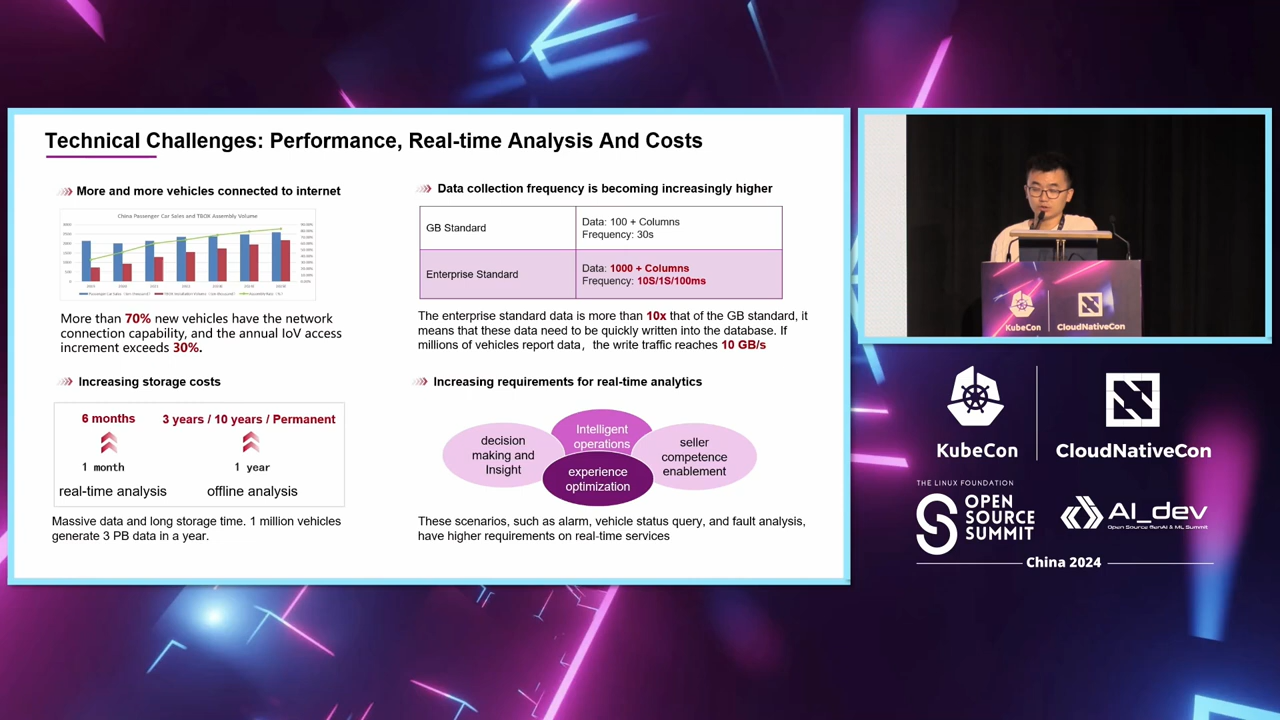 Technical Challenges: Performance, Real-time Analysis And Costs
More and more vehicles connected to internet
China Passenger Car Sales and TBOX Assembly Volume
More than 70% new vehicles have the network
connection capability, and the annual IoV access
increment exceeds 30%.
Data collection frequency is becoming increasingly higher
GB Standard
Data: 100 + Columns
Frequency: 30s
Enterprise Standard
Data: 1000 + Columns
Frequency: 10S/1S/100ms
The enterprise standard data is more than 10x that of the GB standard, it
means that these data need to be quickly written into the database. If
millions of vehicles report data，the write traffic reaches 10 GB/s
Increasing storage costs
6 months
3 years / 10 years / Permanent
1 month
1 year
real-time analysis
offline analysis
Massive data and long storage time. 1 million vehicles
generate 3 PB data in a year.
Increasing requirements for real-time analytics
decision
making and
Insight
Intelligent
operations
experience
optimization
seller
competence
enablement
These scenarios, such as alarm, vehicle status query, and fault analysis,
have higher requirements on real-time services
KubeCon
CloudNativeCon
KubeCon
CloudNativeCon
THE LINUX FOUNDATION
OPEN
SOURCE
SUMMIT
AI_dev
Open Source GenAI & ML Summit
China 2024